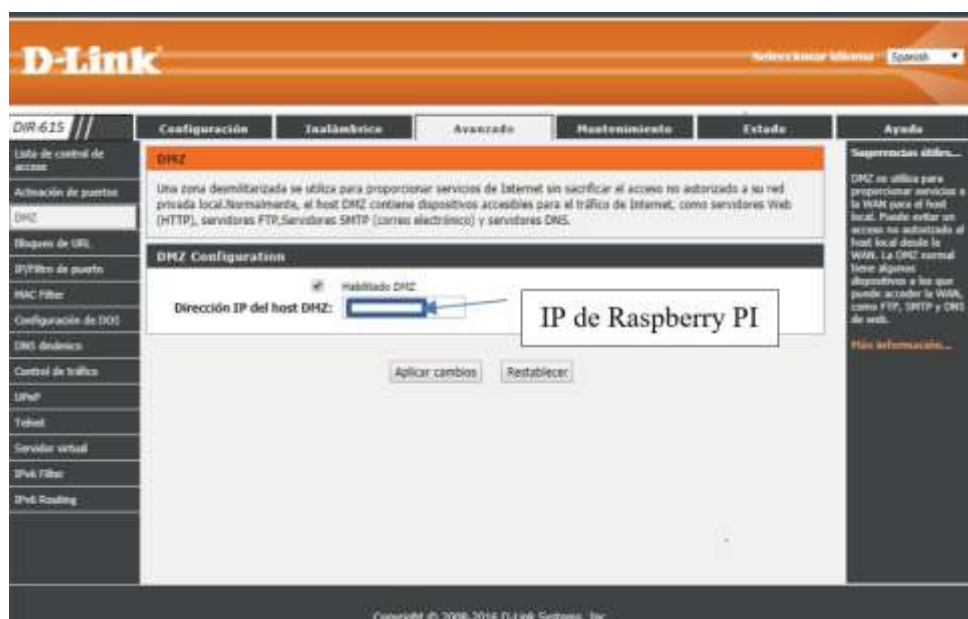 D-Link
Seleccionar idioma Spanish
DIR-615
Configuración
Inalámbrico
Avanzado
Mantenimiento
Estado
Ayuda
Lista de control de acceso
Activación de puertos
DMZ
Bloqueo de URL
IP/Filtro de puerto
MAC Filter
Configuración de DOS
DNS dinámico
Control de tráfico
UPnP
Telnet
Servidor virtual
IPv6 Filter
IPv6 Routing
DMZ
Una zona desmilitarizada se utiliza para proporcionar servicios de Internet sin sacrificar el acceso no autorizado a su red
privada local.Normalmente, el host DMZ contiene dispositivos accesibles para el tráfico de Internet, como servidores Web
(HTTP), servidores FTP,Servidores SMTP (correo electrónico) y servidores DNS.
DMZ Configuration
Habilitado DMZ
Dirección IP del host DMZ:
IP de Raspberry PI
Aplicar cambios
Restablecer
Sugerencias útiles...
DMZ se utiliza para
proporcionar servicios a
la WAN para el host
local. Puede evitar un
acceso no autorizado al
host local desde la
WAN. La DMZ normal
tiene algunos
dispositivos a los que
puede acceder la WAN,
como FTP, SMTP y DNS
de web.
Más información...
Copyright © 2008-2016 D-Link Systems, Inc.